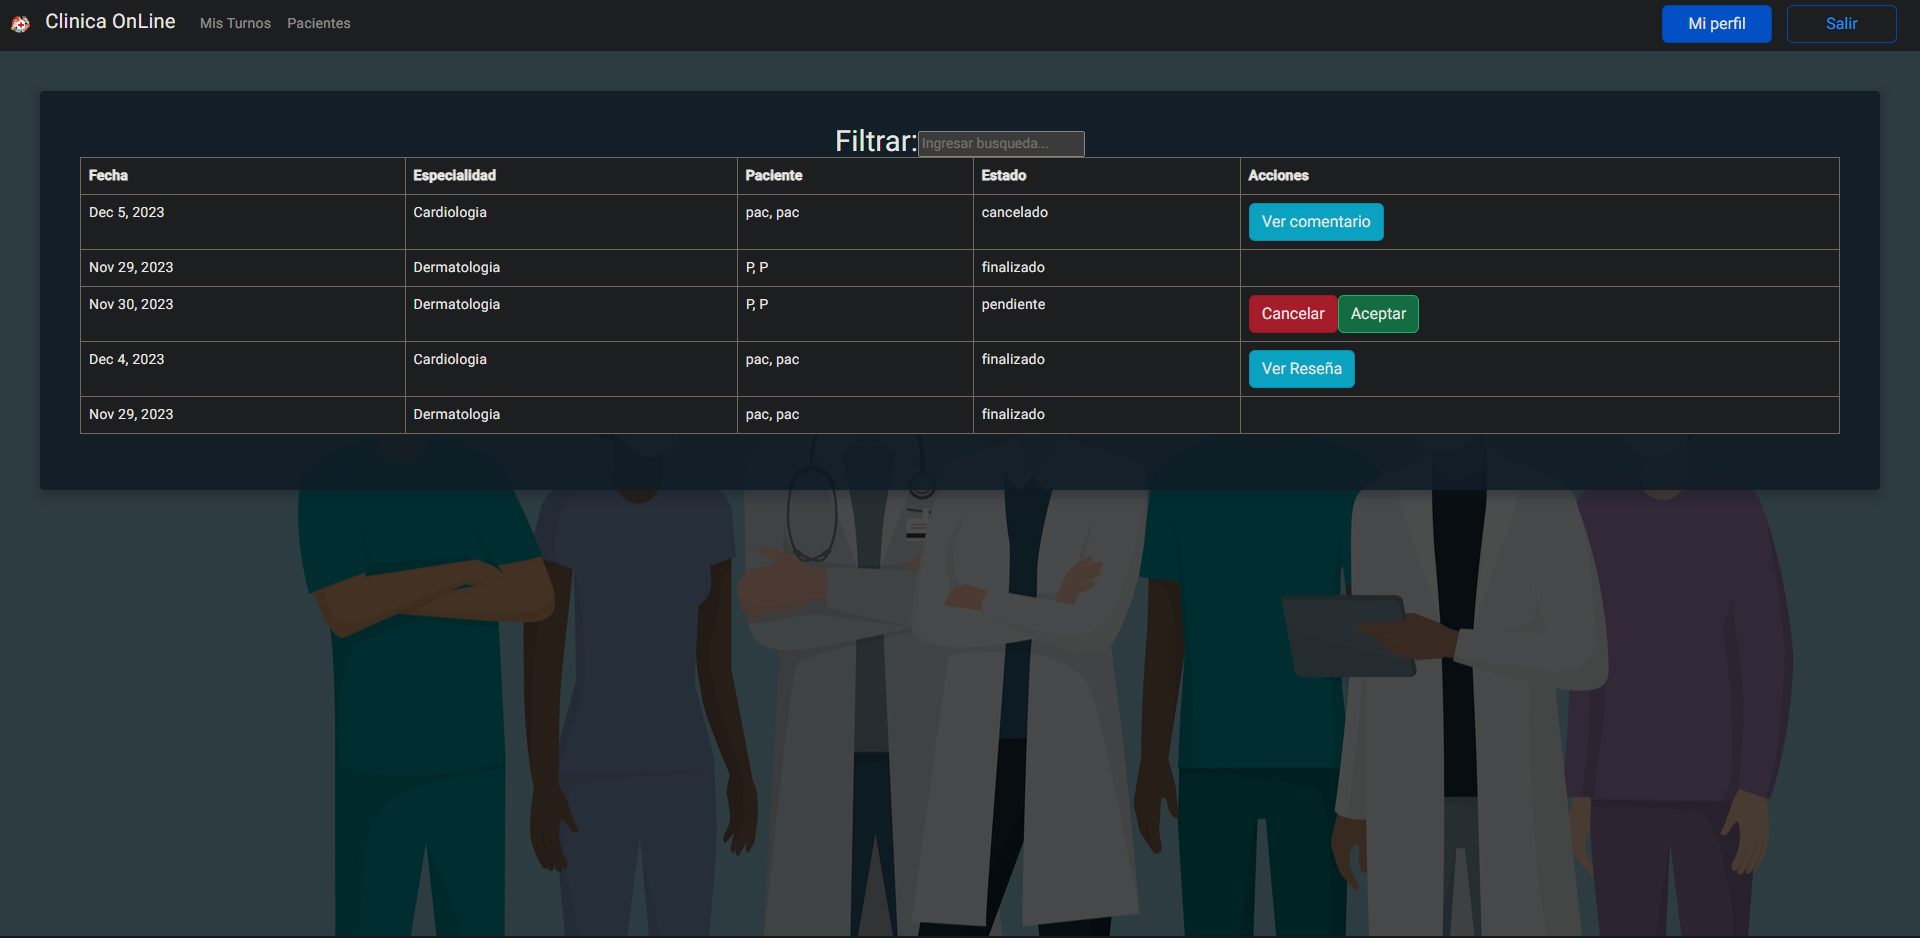 Clinica OnLine Mis Turnos Pacientes Mi perfil Salir
Filtrar: Ingresar busqueda...
Fecha Especialidad Paciente Estado Acciones
Dec 5, 2023 Cardiologia pac, pac cancelado Ver comentario
Nov 29, 2023 Dermatologia P, P finalizado
Nov 30, 2023 Dermatologia P, P pendiente Cancelar Aceptar
Dec 4, 2023 Cardiologia pac, pac finalizado Ver Reseña
Nov 29, 2023 Dermatologia pac, pac finalizado